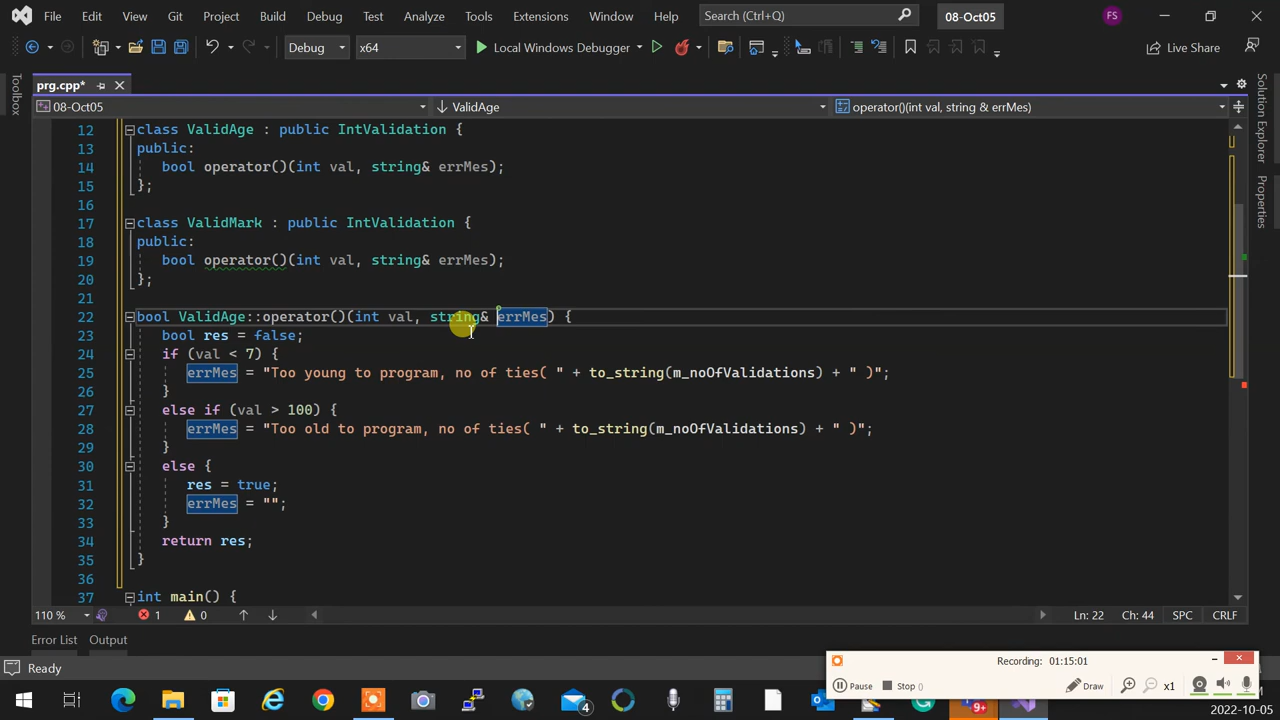 File Edit View Git Project Build Debug Test Analyze Tools Extensions Window Help Search (Ctrl+Q) 08-Oct05 FS
Debug x64 Local Windows Debugger Live Share
prg.cpp*
08-Oct05 ValidAge operator()(int val, string & errMes)
Toolbox
Solution Explorer
Properties
12 class ValidAge : public IntValidation {
13 public:
14 bool operator()(int val, string& errMes);
15 };
16
17 class ValidMark : public IntValidation {
18 public:
19 bool operator()(int val, string& errMes);
20 };
21
22 bool ValidAge::operator()(int val, string& errMes) {
23 bool res = false;
24 if (val < 7) {
25 errMes = "Too young to program, no of ties( " + to_string(m_noOfValidations) + " )";
26 }
27 else if (val > 100) {
28 errMes = "Too old to program, no of ties( " + to_string(m_noOfValidations) + " )";
29 }
30 else {
31 res = true;
32 errMes = "";
33 }
34 return res;
35 }
36
37 int main() {
110 % 1 0 Ln: 22 Ch: 44 SPC CRLF
Error List Output
Ready
Recording: 01:15:01
Pause Stop () Draw x1
4 9+
2022-10-05